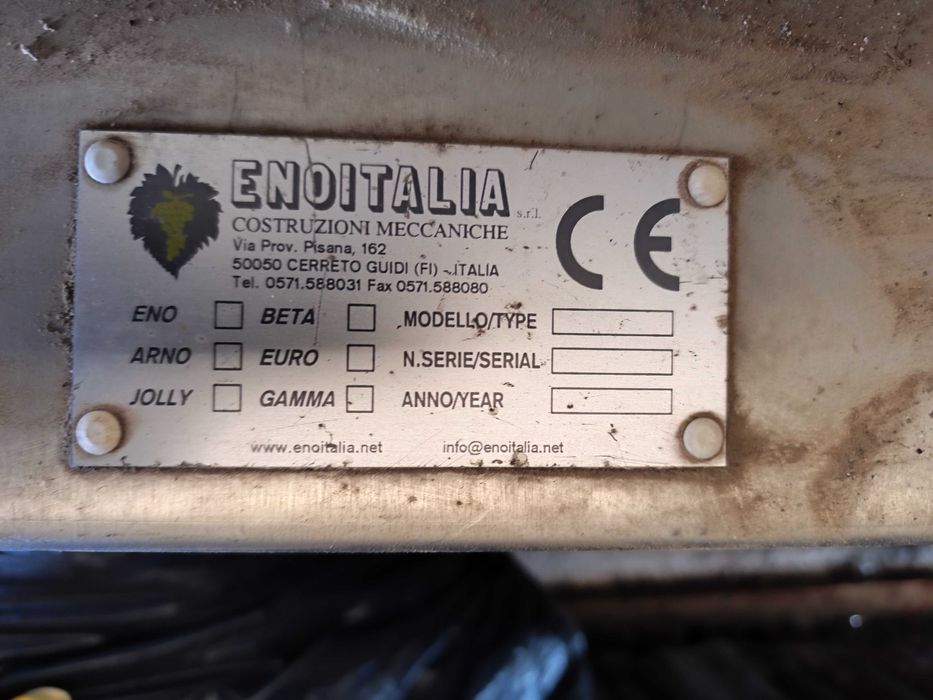 ENOITALIA s.r.l.
COSTRUZIONI MECCANICHE
Via Prov. Pisana, 162
50050 CERRETO GUIDI (FI) - ITALIA
Tel. 0571.588031 Fax 0571.588080
CE
ENO BETA MODELLO/TYPE
ARNO EURO N.SERIE/SERIAL
JOLLY GAMMA ANNO/YEAR
www.enoitalia.net info@enoitalia.net